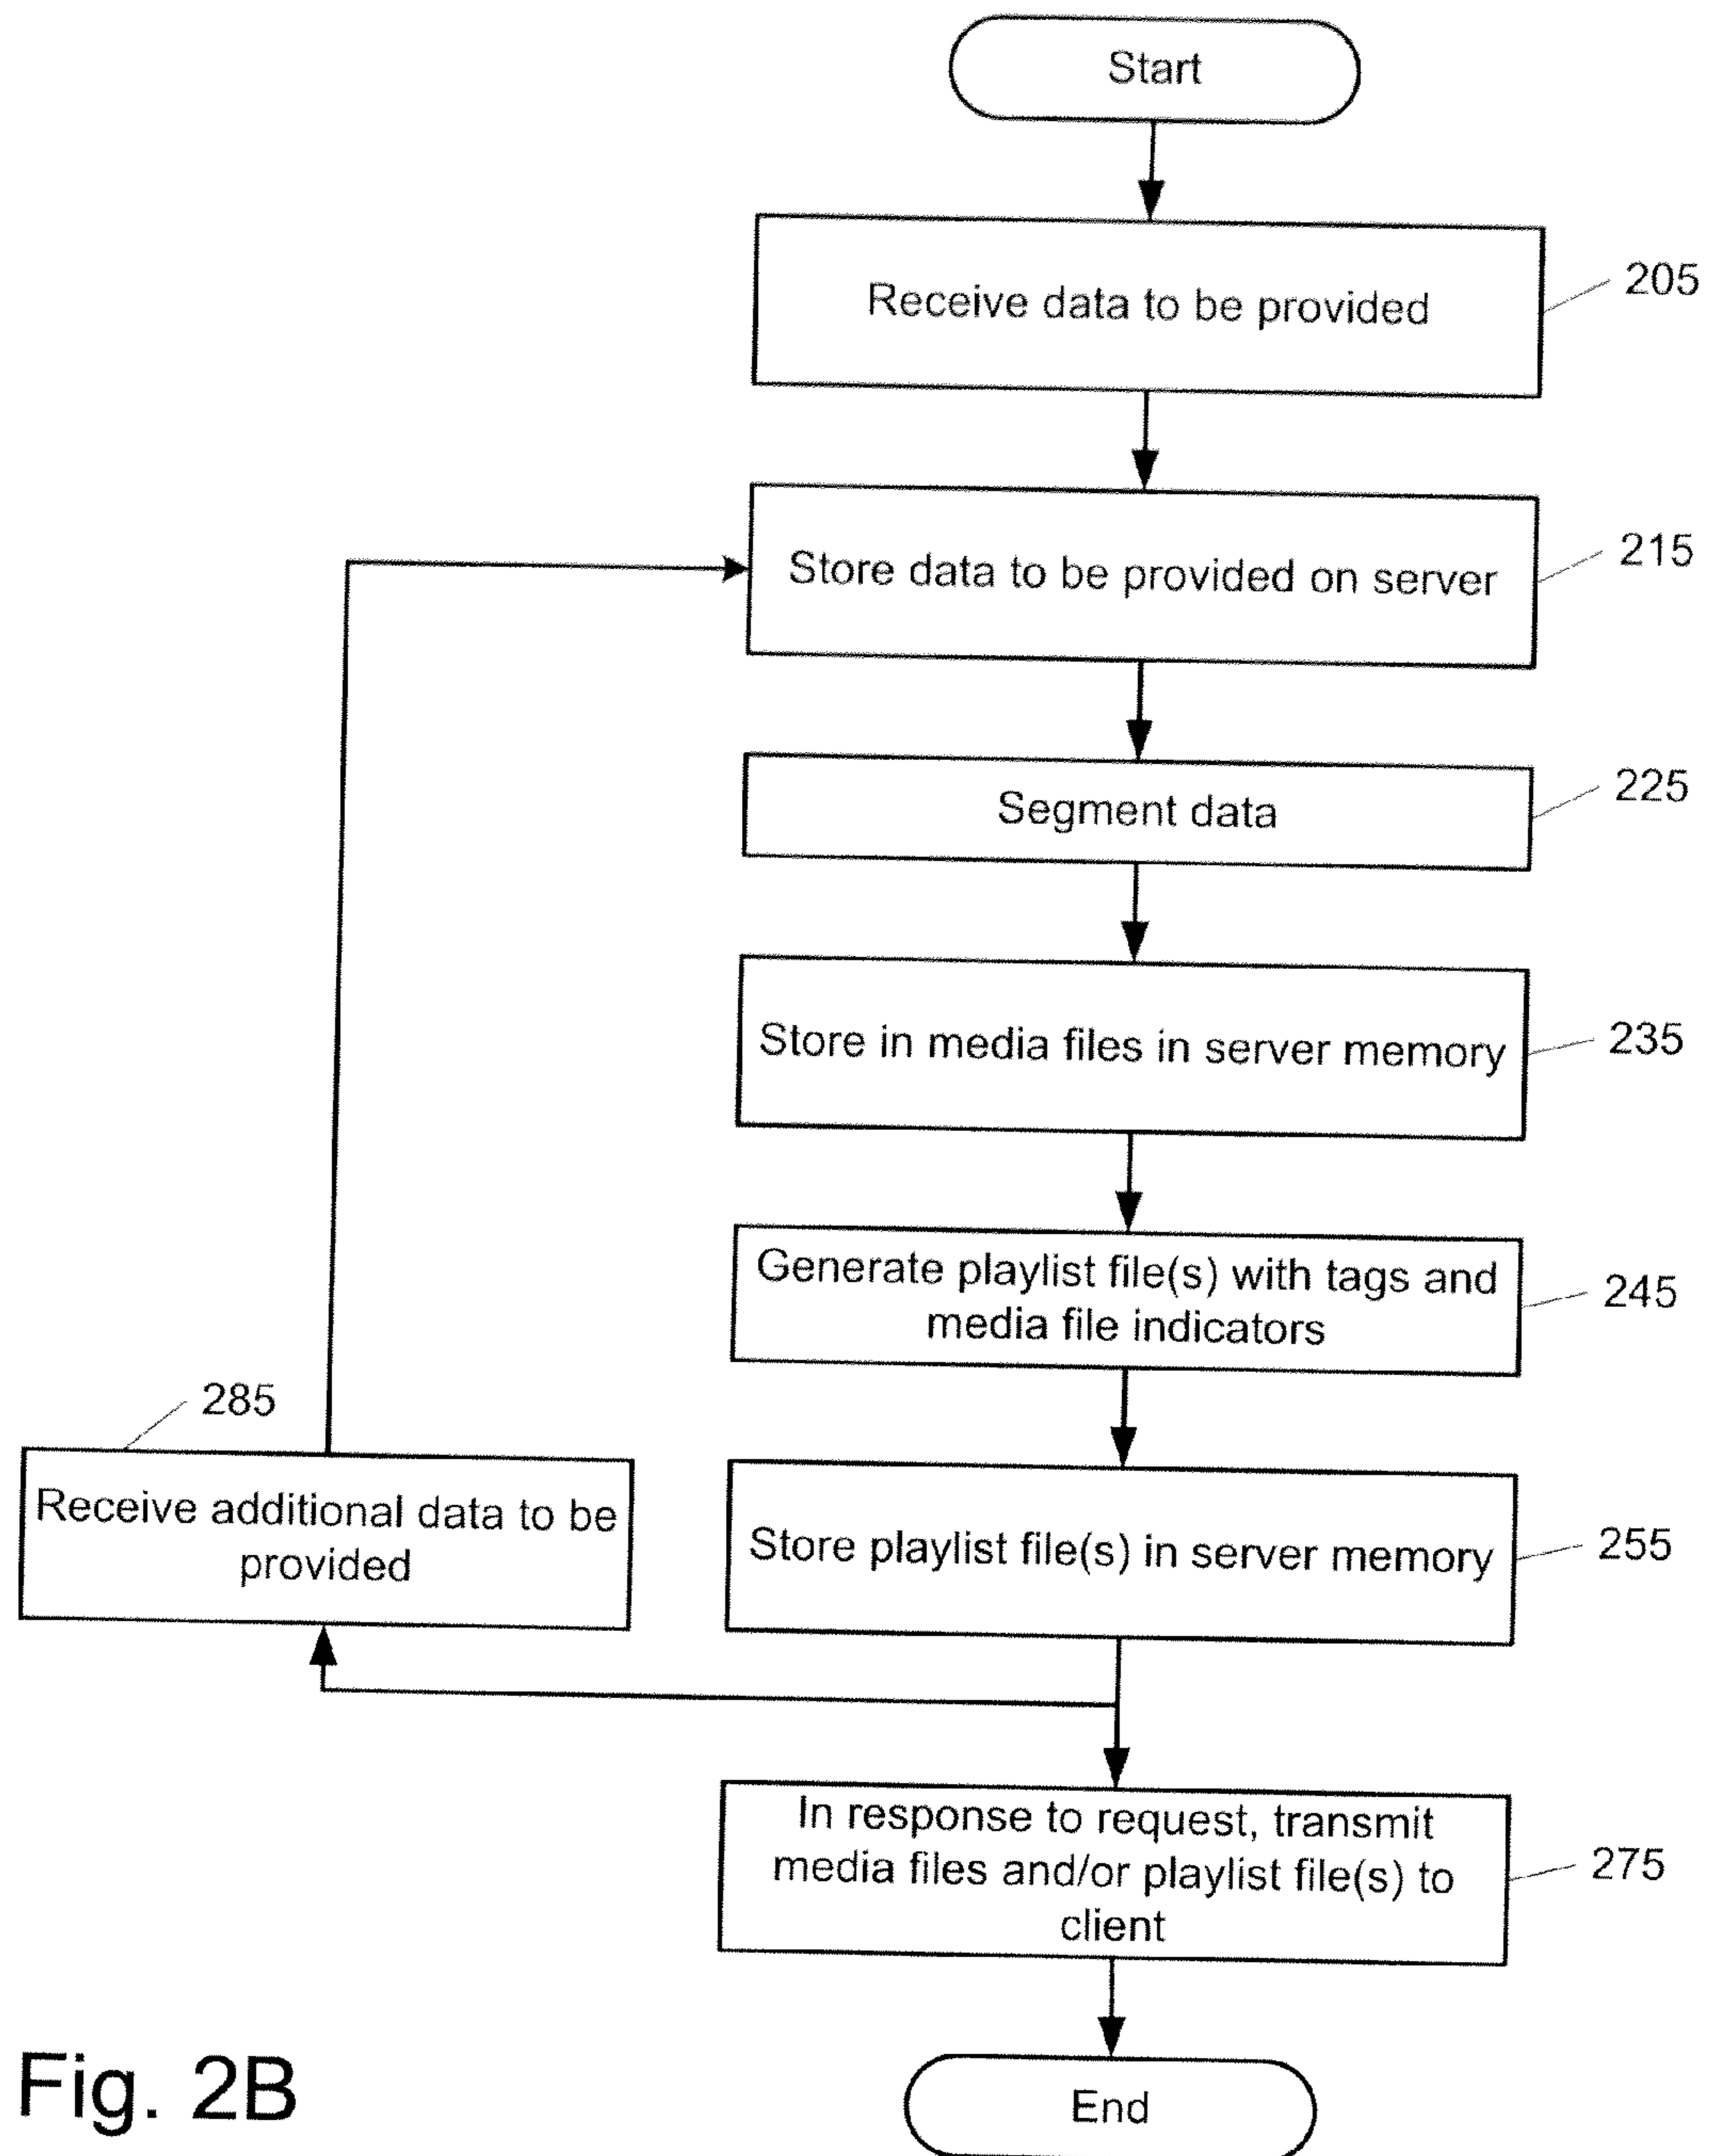 Start
Receive data to be provided
205
Store data to be provided on server
215
Segment data
225
Store in media files in server memory
235
Generate playlist file(s) with tags and
media file indicators
245
285
Receive additional data to be
provided
Store playlist file(s) in server memory
255
In response to request, transmit
media files and/or playlist file(s) to
client
275
End
Fig. 2B